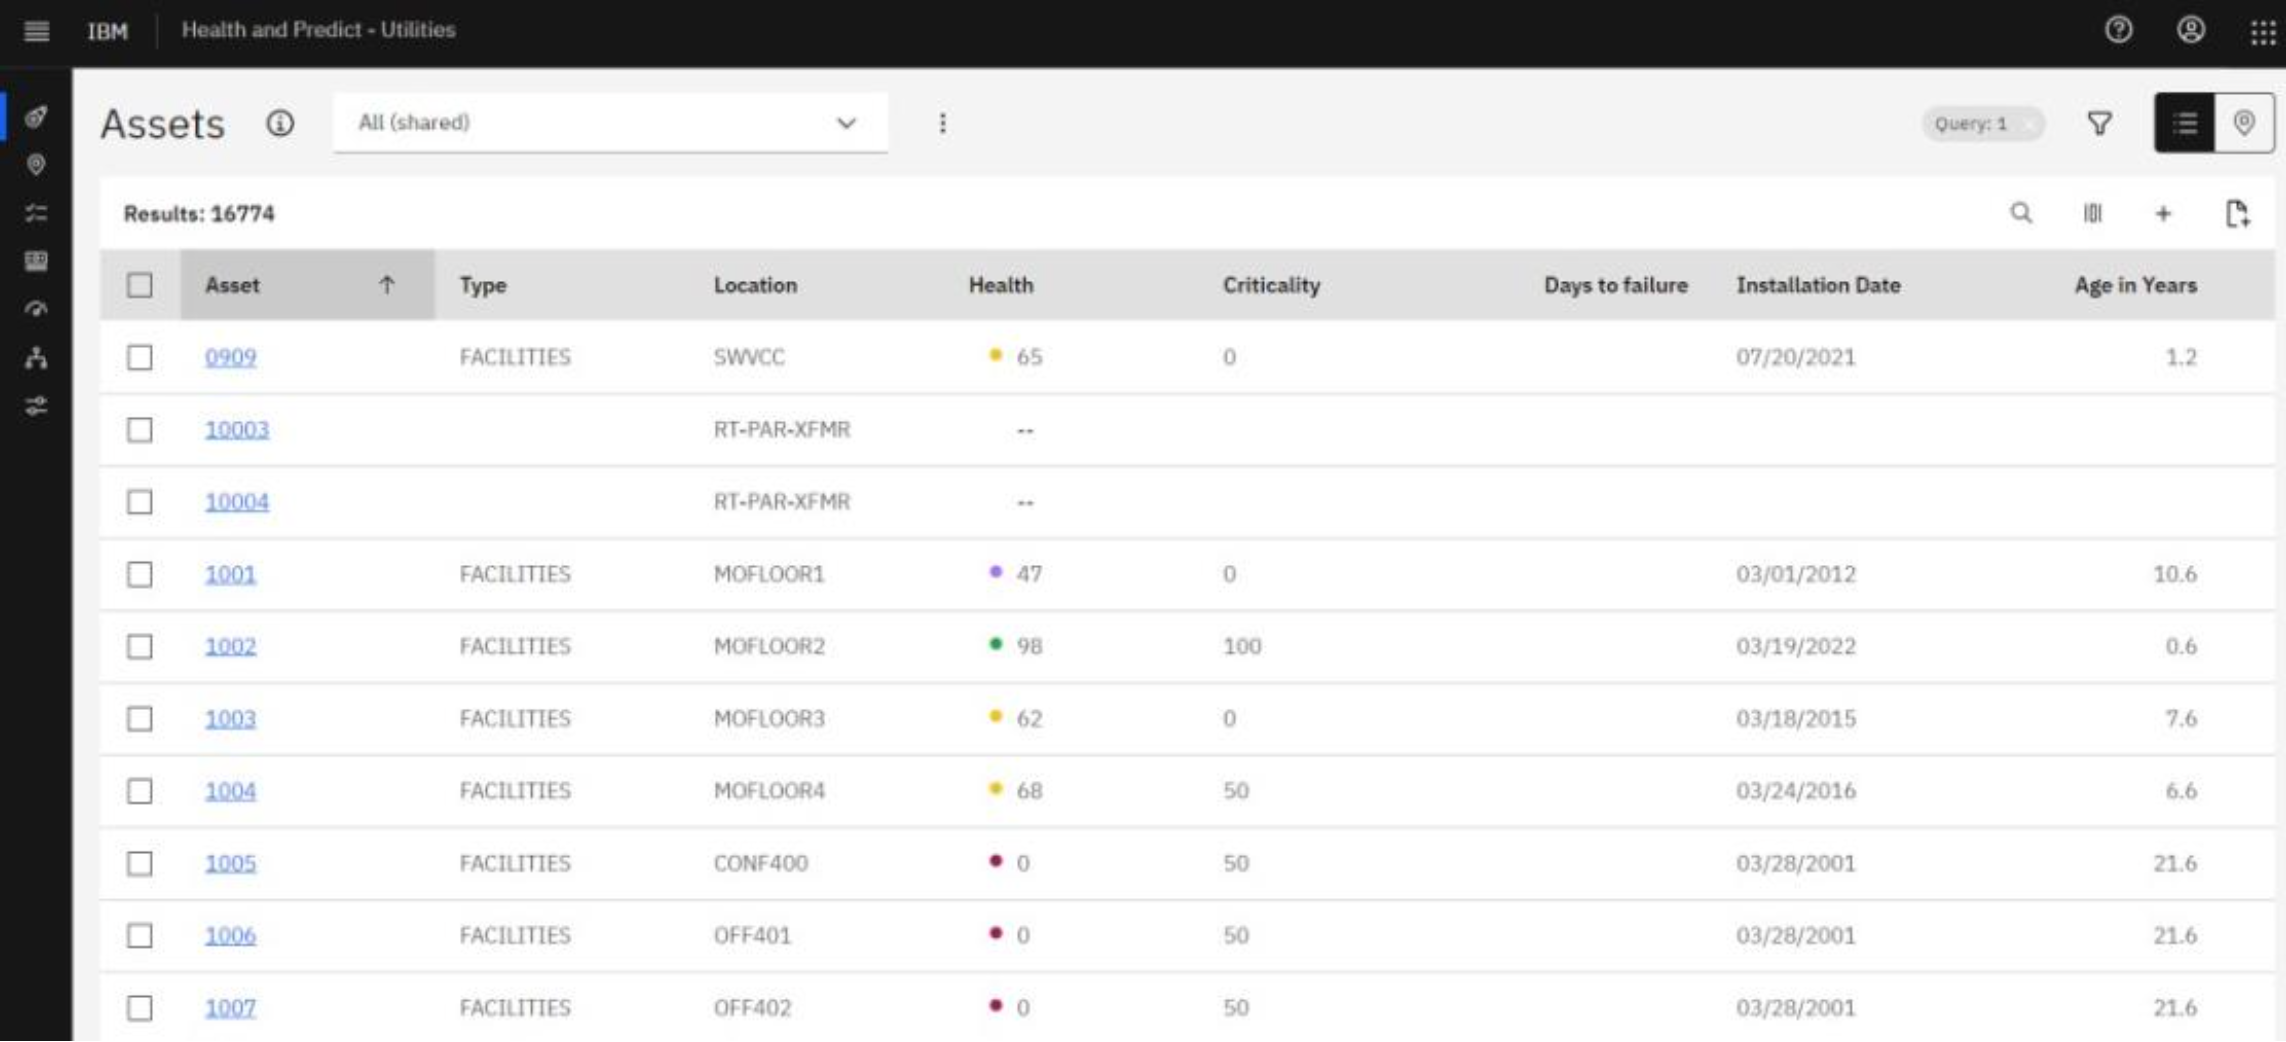 IBM Health and Predict - Utilities
Assets All (shared) Query: 1
Results: 16774
Asset Type Location Health Criticality Days to failure Installation Date Age in Years
0909 FACILITIES SWVCC 65 0 07/20/2021 1.2
10003 RT-PAR-XFMR --
10004 RT-PAR-XFMR --
1001 FACILITIES MOFLOOR1 47 0 03/01/2012 10.6
1002 FACILITIES MOFLOOR2 98 100 03/19/2022 0.6
1003 FACILITIES MOFLOOR3 62 0 03/18/2015 7.6
1004 FACILITIES MOFLOOR4 68 50 03/24/2016 6.6
1005 FACILITIES CONF400 0 50 03/28/2001 21.6
1006 FACILITIES OFF401 0 50 03/28/2001 21.6
1007 FACILITIES OFF402 0 50 03/28/2001 21.6